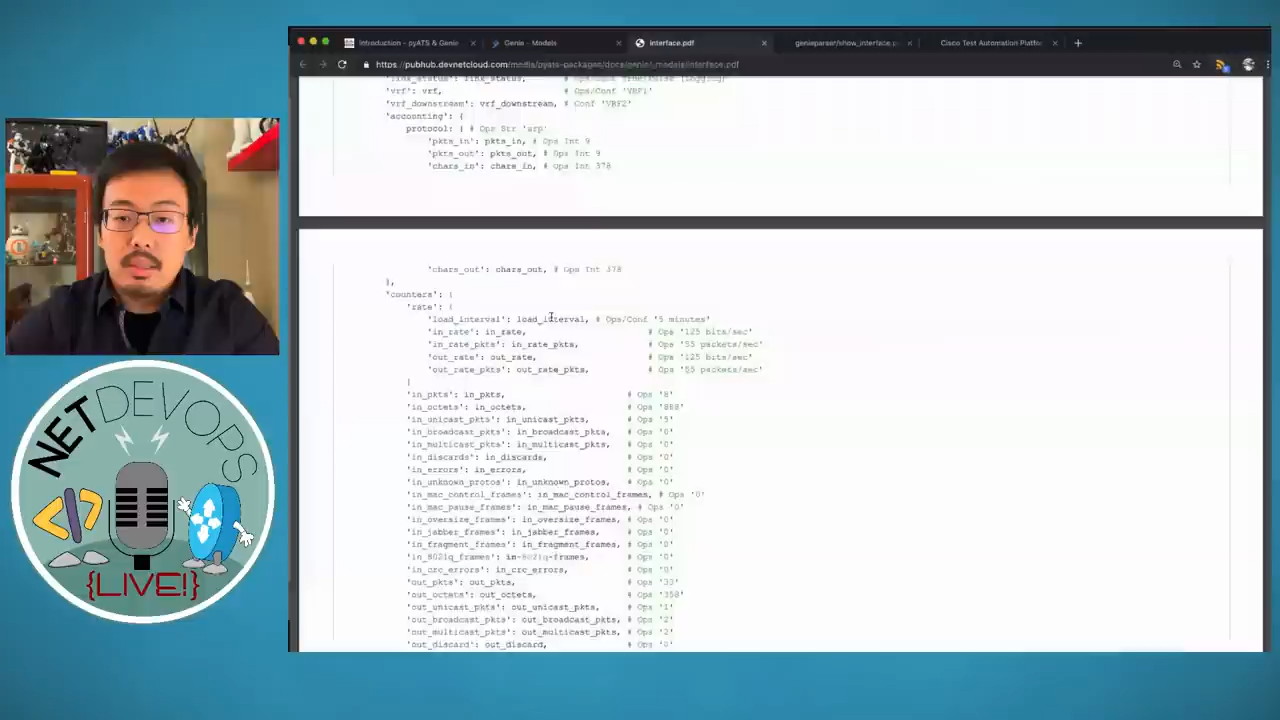 Introduction - pyATS & Genie
Genie - Models
interface.pdf
genieparser/show_interface.p
Cisco Test Automation Platfo
https://pubhub.devnetcloud.com/media/pyats-packages/docs/genie/_models/interface.pdf
'link_status': link_status,
'vrf': vrf, # Ops/Conf 'VRF1'
'vrf_downstream': vrf_downstream, # Conf 'VRF2'
'accounting': {
protocol: { # Ops Str 'arp'
'pkts_in': pkts_in, # Ops Int 9
'pkts_out': pkts_out, # Ops Int 9
'chars_in': chars_in, # Ops Int 378
'chars_out': chars_out, # Ops Int 378
},
'counters': {
'rate': {
'load_interval': load_interval, # Ops/Conf '5 minutes'
'in_rate': in_rate, # Ops '125 bits/sec'
'in_rate_pkts': in_rate_pkts, # Ops '55 packets/sec'
'out_rate': out_rate, # Ops '125 bits/sec'
'out_rate_pkts': out_rate_pkts, # Ops '55 packets/sec'
}
'in_pkts': in_pkts, # Ops '8'
'in_octets': in_octets, # Ops '888'
'in_unicast_pkts': in_unicast_pkts, # Ops '5'
'in_broadcast_pkts': in_broadcast_pkts, # Ops '0'
'in_multicast_pkts': in_multicast_pkts, # Ops '0'
'in_discards': in_discards, # Ops '0'
'in_errors': in_errors, # Ops '0'
'in_unknown_protos': in_unknown_protos, # Ops '0'
'in_mac_control_frames': in_mac_control_frames, # Ops '0'
'in_mac_pause_frames': in_mac_pause_frames, # Ops '0'
'in_oversize_frames': in_oversize_frames, # Ops '0'
'in_jabber_frames': in_jabber_frames, # Ops '0'
'in_fragment_frames': in_fragment_frames, # Ops '0'
'in_8021q_frames': in-8021q-frames, # Ops '0'
'in_crc_errors': in_crc_errors, # Ops '0'
'out_pkts': out_pkts, # Ops '33'
'out_octets': out_octets, # Ops '358'
'out_unicast_pkts': out_unicast_pkts, # Ops '1'
'out_broadcast_pkts': out_broadcast_pkts, # Ops '2'
'out_multicast_pkts': out_multicast_pkts, # Ops '2'
'out_discard': out_discard, # Ops '0'
NETDEVOPS
{LIVE!}